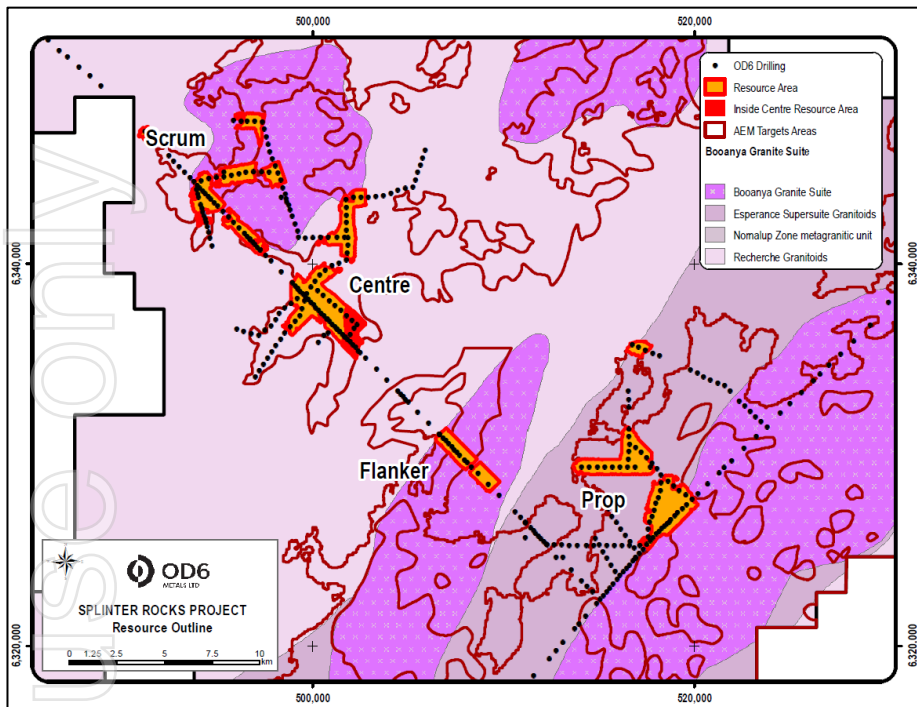 500,000
520,000
OD6 Drilling
Resource Area
Inside Centre Resource Area
AEM Targets Areas
Booanya Granite Suite
Booanya Granite Suite
Esperance Supersuite Granitoids
Nomalup Zone metagranitic unit
Recherche Granitoids
Scrum
6,340,000
6,340,000
Centre
Flanker
Prop
use only
OD6
METALS LTD
SPLINTER ROCKS PROJECT
Resource Outline
0 1.25 2.5 5 7.5 10
km
6,320,000
6,320,000
500,000
520,000